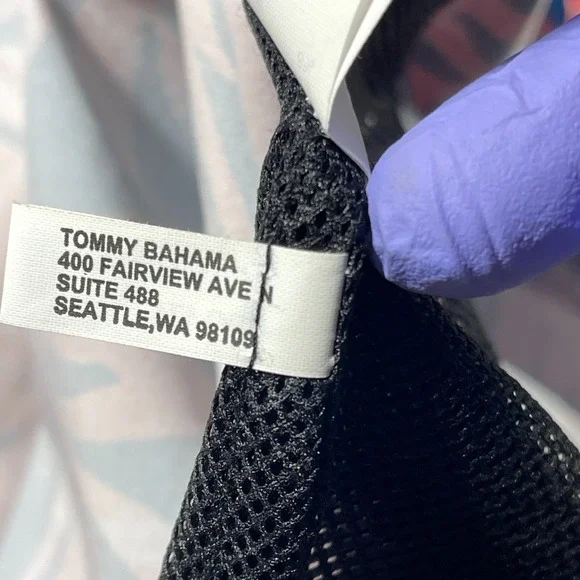 TOMMY BAHAMA
400 FAIRVIEW AVE N
SUITE 488
SEATTLE,WA 98109